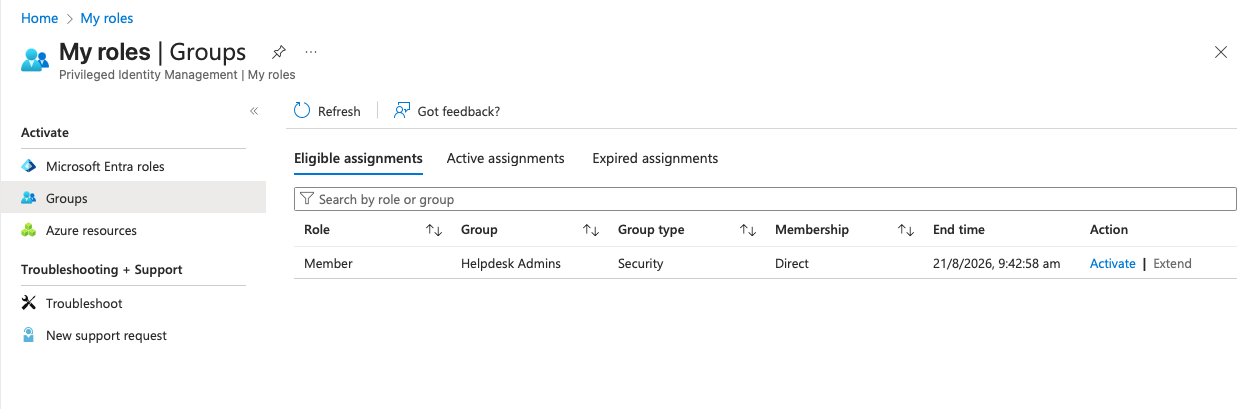 Home > My roles
My roles | Groups ...
Privileged Identity Management | My roles
«
Activate
Microsoft Entra roles
Groups
Azure resources
Troubleshooting + Support
Troubleshoot
New support request
Refresh | Got feedback?
Eligible assignments Active assignments Expired assignments
Search by role or group
Role Group Group type Membership End time Action
Member Helpdesk Admins Security Direct 21/8/2026, 9:42:58 am Activate | Extend